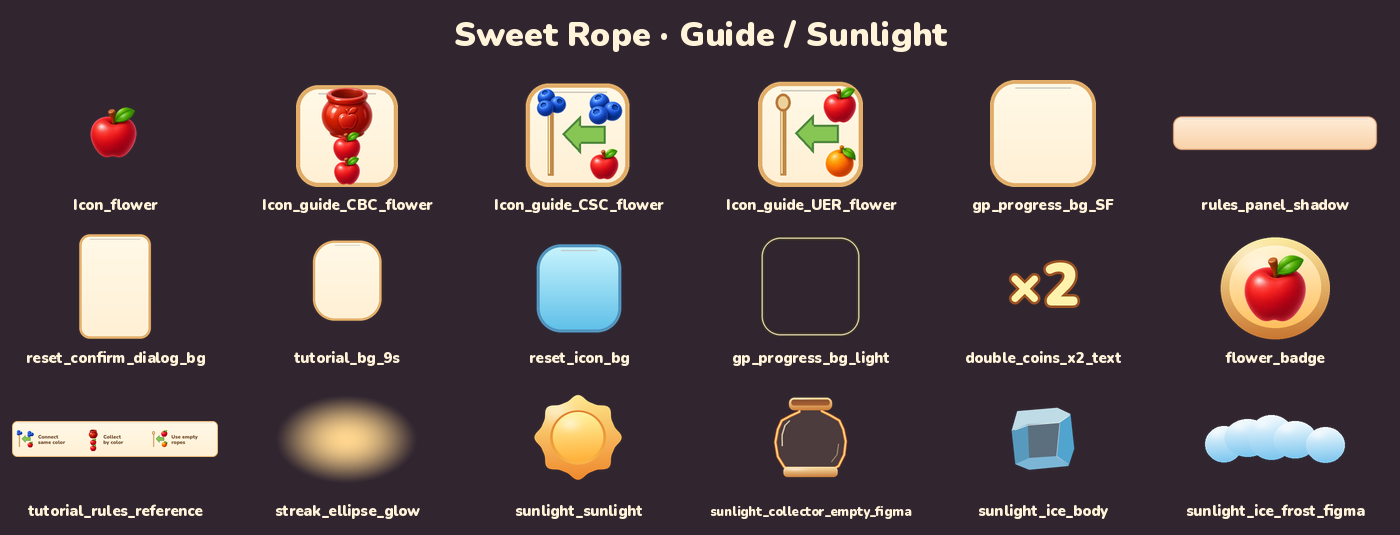 Sweet Rope · Guide / Sunlight
Icon_flower
Icon_guide_CBC_flower
Icon_guide_CSC_flower
Icon_guide_UER_flower
gp_progress_bg_SF
rules_panel_shadow
reset_confirm_dialog_bg
tutorial_bg_9s
reset_icon_bg
gp_progress_bg_light
×2
double_coins_x2_text
flower_badge
Connect
same color
Collect
by color
Use empty
ropes
tutorial_rules_reference
streak_ellipse_glow
sunlight_sunlight
sunlight_collector_empty_figma
sunlight_ice_body
sunlight_ice_frost_figma